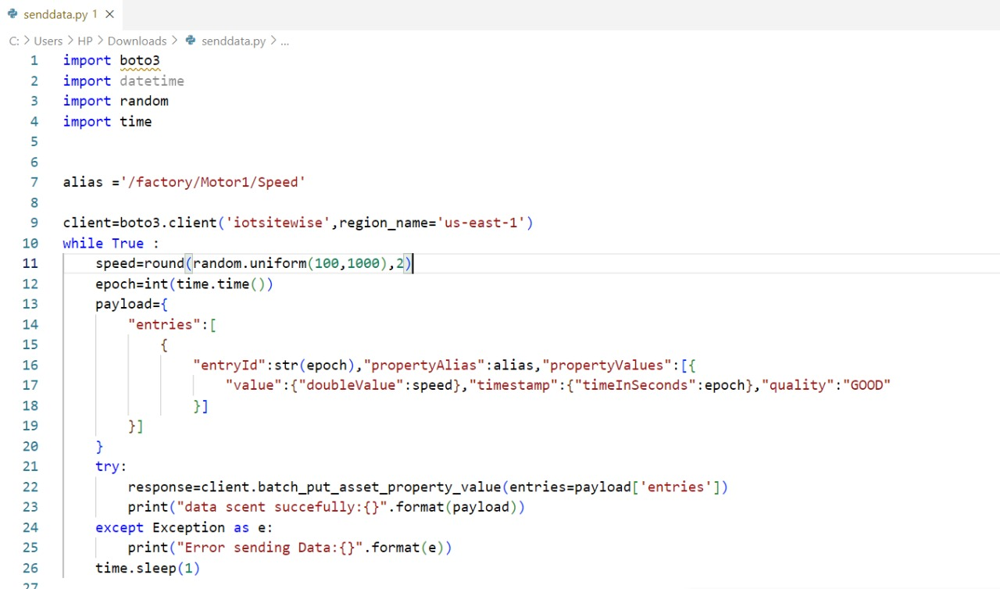 senddata.py 1 ×
C: > Users > HP > Downloads > senddata.py > ...
1 import boto3
2 import datetime
3 import random
4 import time
5
6
7 alias ='/factory/Motor1/Speed'
8
9 client=boto3.client('iotsitewise',region_name='us-east-1')
10 while True :
11     speed=round(random.uniform(100,1000),2)
12     epoch=int(time.time())
13     payload={
14         "entries":[
15             {
16                 "entryId":str(epoch),"propertyAlias":alias,"propertyValues":[{
17                     "value":{"doubleValue":speed},"timestamp":{"timeInSeconds":epoch},"quality":"GOOD"
18                 }]
19         }]
20     }
21     try:
22         response=client.batch_put_asset_property_value(entries=payload['entries'])
23         print("data scent succefully:{}".format(payload))
24     except Exception as e:
25         print("Error sending Data:{}".format(e))
26     time.sleep(1)
27